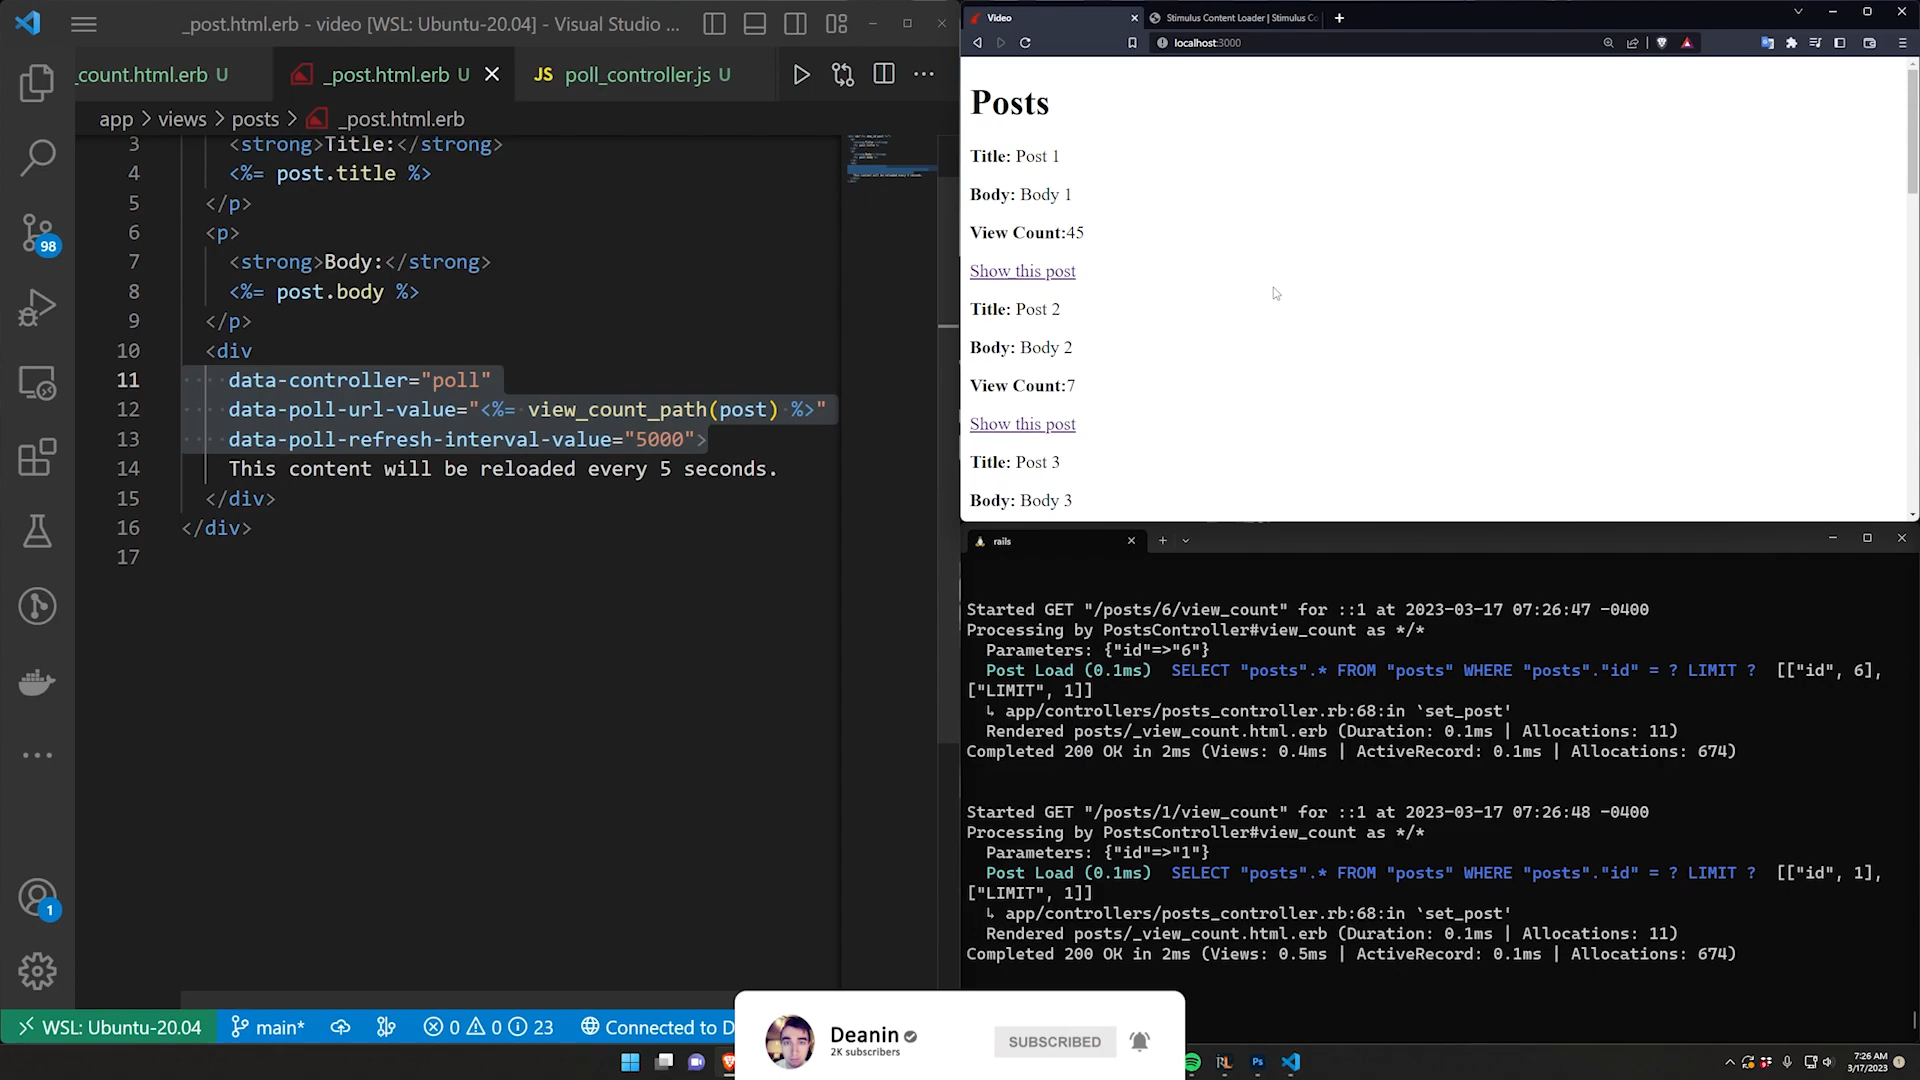 _post.html.erb - video [WSL: Ubuntu-20.04] - Visual Studio ...
_count.html.erb U
_post.html.erb U
JS poll_controller.js U
app > views > posts > _post.html.erb
3 <strong>Title:</strong>
4 <%= post.title %>
5 </p>
6 <p>
7 <strong>Body:</strong>
8 <%= post.body %>
9 </p>
10 <div
11 data-controller="poll"
12 data-poll-url-value="<%= view_count_path(post) %>"
13 data-poll-refresh-interval-value="5000">
14 This content will be reloaded every 5 seconds.
15 </div>
16 </div>
17
98
1
WSL: Ubuntu-20.04
main*
0 0 23
Connected to D
Video
Stimulus Content Loader | Stimulus Co
localhost:3000
Posts
Title: Post 1
Body: Body 1
View Count:45
Show this post
Title: Post 2
Body: Body 2
View Count:7
Show this post
Title: Post 3
Body: Body 3
rails
Started GET "/posts/6/view_count" for ::1 at 2023-03-17 07:26:47 -0400
Processing by PostsController#view_count as */*
Parameters: {"id"=>"6"}
Post Load (0.1ms) SELECT "posts".* FROM "posts" WHERE "posts"."id" = ? LIMIT ? [["id", 6],
["LIMIT", 1]]
↳ app/controllers/posts_controller.rb:68:in `set_post'
Rendered posts/_view_count.html.erb (Duration: 0.1ms | Allocations: 11)
Completed 200 OK in 2ms (Views: 0.4ms | ActiveRecord: 0.1ms | Allocations: 674)
Started GET "/posts/1/view_count" for ::1 at 2023-03-17 07:26:48 -0400
Processing by PostsController#view_count as */*
Parameters: {"id"=>"1"}
Post Load (0.1ms) SELECT "posts".* FROM "posts" WHERE "posts"."id" = ? LIMIT ? [["id", 1],
["LIMIT", 1]]
↳ app/controllers/posts_controller.rb:68:in `set_post'
Rendered posts/_view_count.html.erb (Duration: 0.1ms | Allocations: 11)
Completed 200 OK in 2ms (Views: 0.5ms | ActiveRecord: 0.1ms | Allocations: 674)
Deanin
2K subscribers
SUBSCRIBED
Ps
7:26 AM
3/17/2023